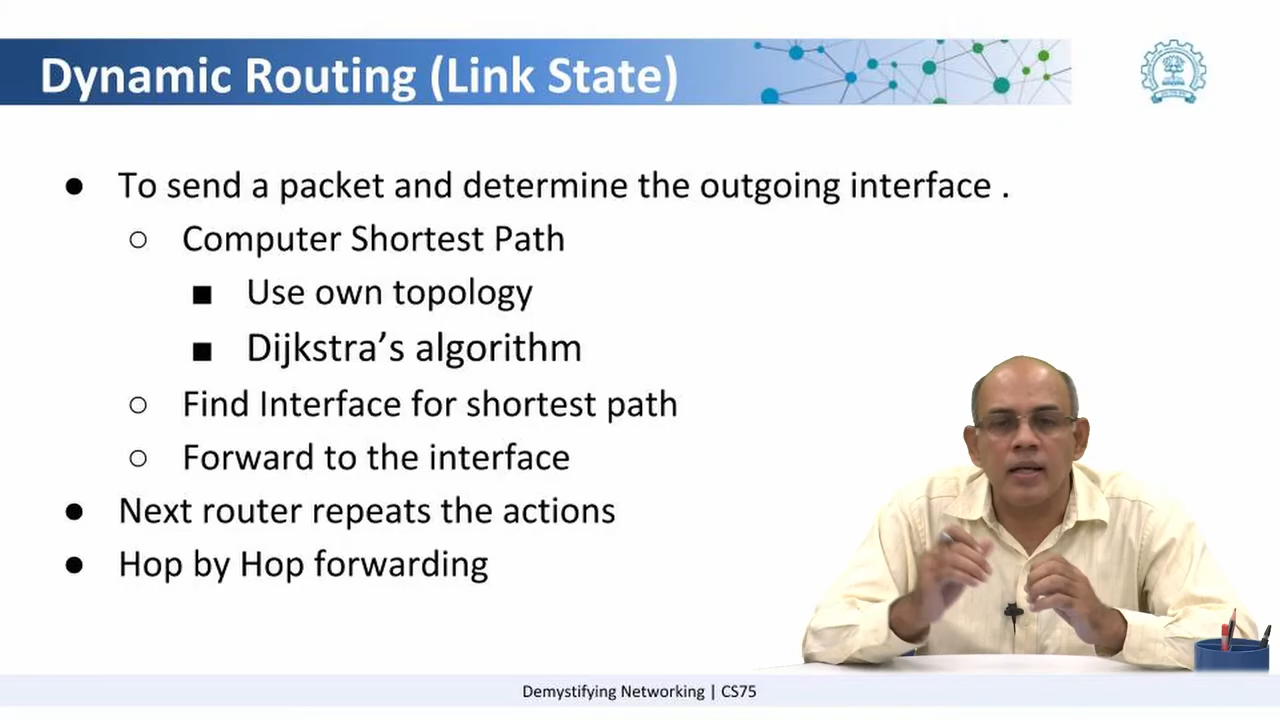 Dynamic Routing (Link State)
● To send a packet and determine the outgoing interface .
○ Computer Shortest Path
■ Use own topology
■ Dijkstra’s algorithm
○ Find Interface for shortest path
○ Forward to the interface
● Next router repeats the actions
● Hop by Hop forwarding
Demystifying Networking | CS75